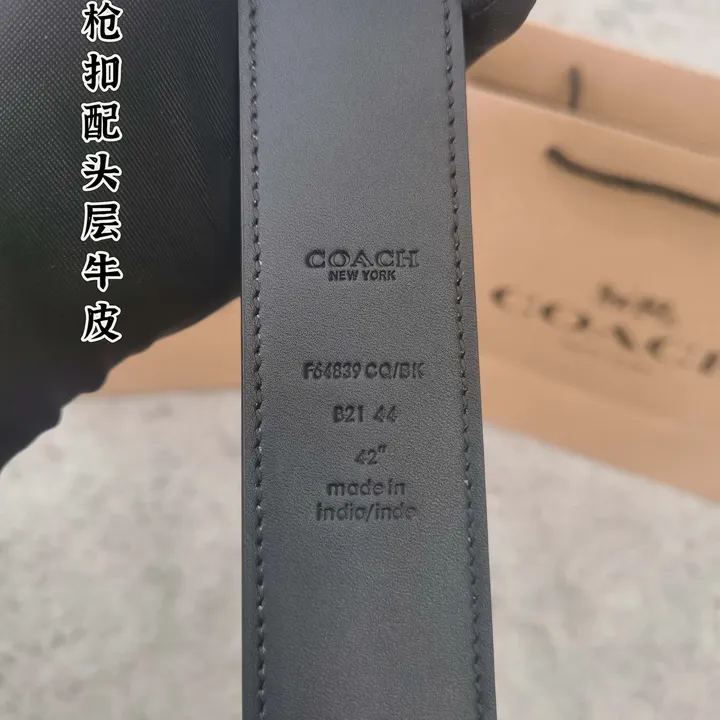 枪扣配头层牛皮
COACH
NEW YORK
F64839 CQ/BK
B21 44
42"
made in
india/inde
COACH